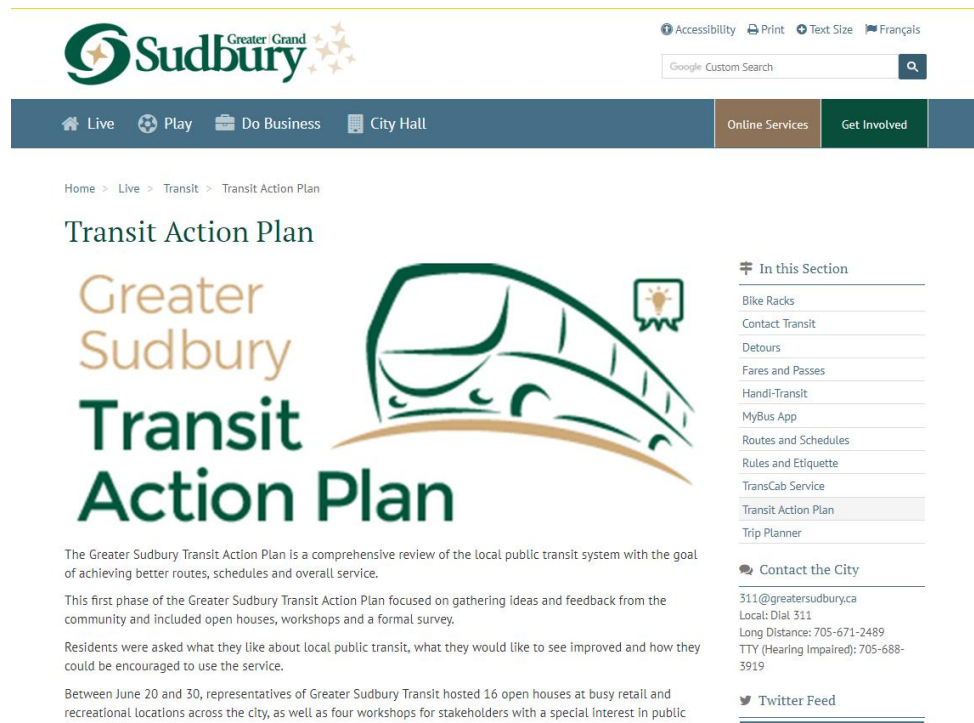 Sudbury
Greater Grand
Accessibility Print Text Size Français
Google Custom Search
Live Play Do Business City Hall
Online Services Get Involved
Home > Live > Transit > Transit Action Plan
Transit Action Plan
Greater
Sudbury
Transit
Action Plan
The Greater Sudbury Transit Action Plan is a comprehensive review of the local public transit system with the goal
of achieving better routes, schedules and overall service.
This first phase of the Greater Sudbury Transit Action Plan focused on gathering ideas and feedback from the
community and included open houses, workshops and a formal survey.
Residents were asked what they like about local public transit, what they would like to see improved and how they
could be encouraged to use the service.
Between June 20 and 30, representatives of Greater Sudbury Transit hosted 16 open houses at busy retail and
recreational locations across the city, as well as four workshops for stakeholders with a special interest in public
In this Section
Bike Racks
Contact Transit
Detours
Fares and Passes
Handi-Transit
MyBus App
Routes and Schedules
Rules and Etiquette
TransCab Service
Transit Action Plan
Trip Planner
Contact the City
311@greatersudbury.ca
Local: Dial 311
Long Distance: 705-671-2489
TTY (Hearing Impaired): 705-688-
3919
Twitter Feed